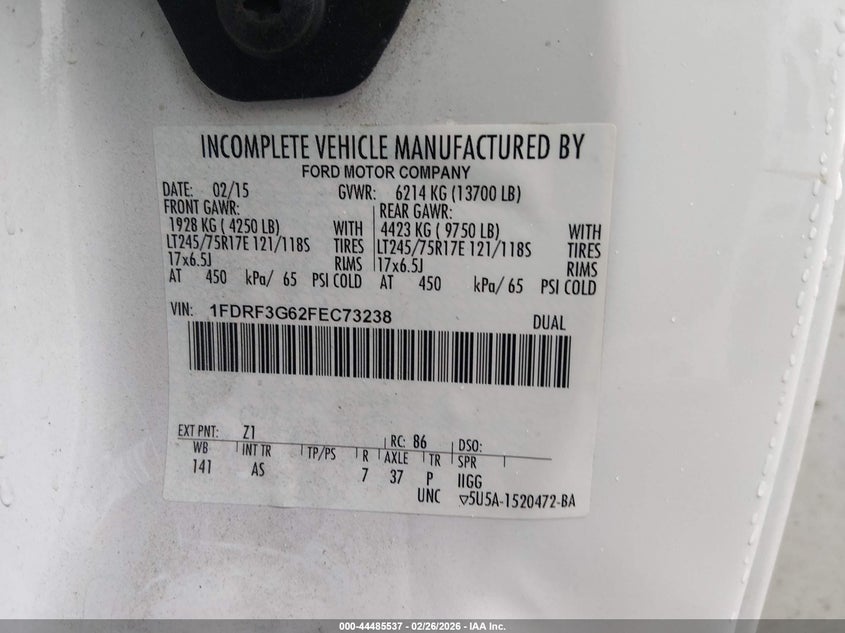 INCOMPLETE VEHICLE MANUFACTURED BY
FORD MOTOR COMPANY
DATE: 02/15 GVWR: 6214 KG (13700 LB)
FRONT GAWR: REAR GAWR:
1928 KG ( 4250 LB) WITH 4423 KG ( 9750 LB) WITH
LT245/75R17E 121/118S TIRES LT245/75R17E 121/118S TIRES
17x6.5J RIMS 17x6.5J RIMS
AT 450 kPa/ 65 PSI COLD AT 450 kPa/ 65 PSI COLD
VIN: 1FDRF3G62FEC73238 DUAL
EXT PNT: Z1 RC: 86 DSO:
WB INT TR TP/PS R AXLE TR SPR
141 AS 7 37 P IIGG
UNC ▽5U5A-1520472-BA
000-44485537 - 02/26/2026 - IAA Inc.